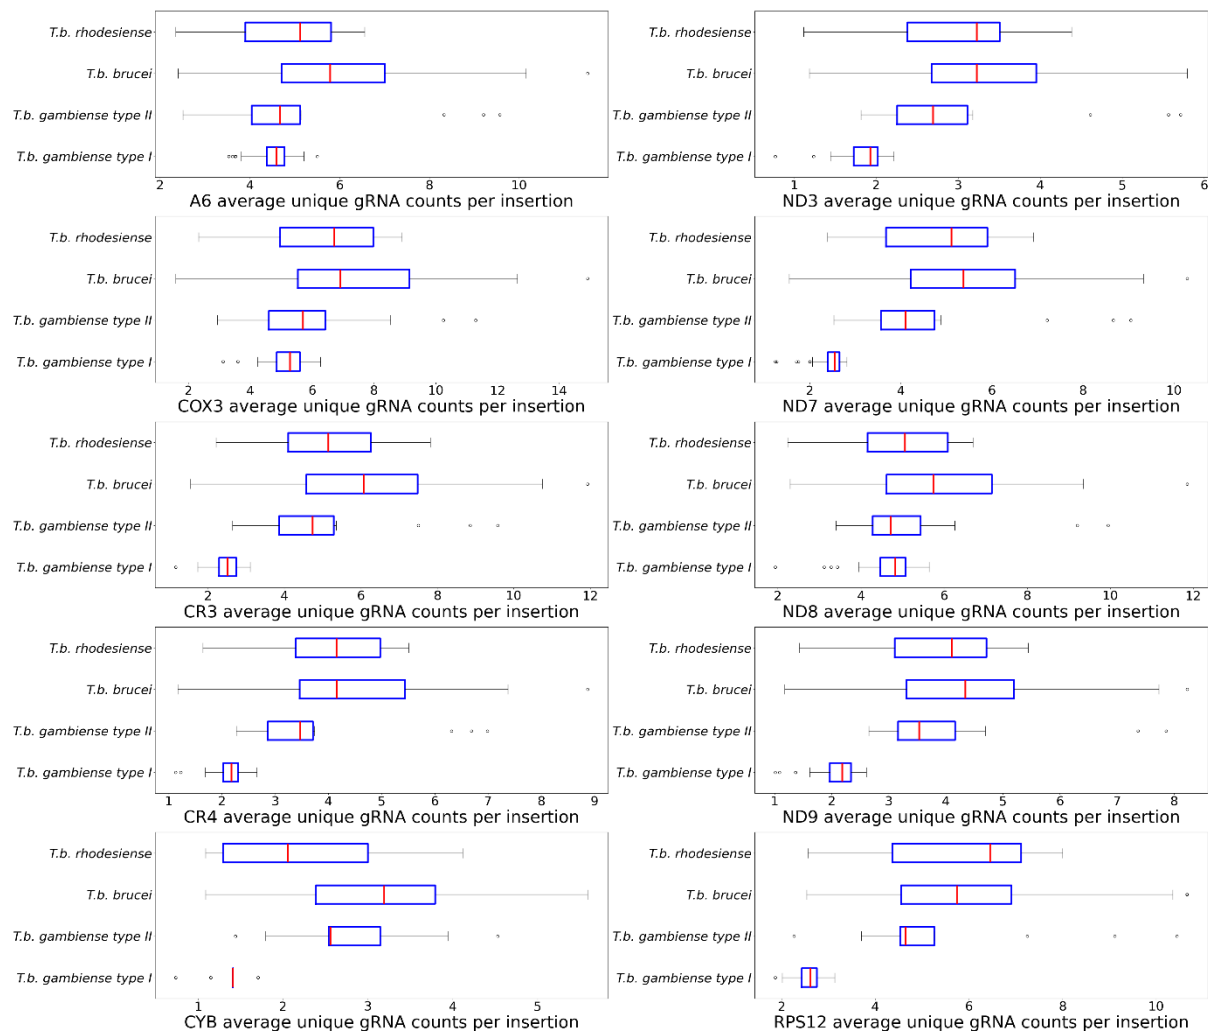 T.b. rhodesiense
T.b. brucei
T.b. gambiense type II
T.b. gambiense type I
2 4 6 8 10
A6 average unique gRNA counts per insertion
T.b. rhodesiense
T.b. brucei
T.b. gambiense type II
T.b. gambiense type I
1 2 3 4 5 6
ND3 average unique gRNA counts per insertion
T.b. rhodesiense
T.b. brucei
T.b. gambiense type II
T.b. gambiense type I
2 4 6 8 10 12 14
COX3 average unique gRNA counts per insertion
T.b. rhodesiense
T.b. brucei
T.b. gambiense type II
T.b. gambiense type I
2 4 6 8 10
ND7 average unique gRNA counts per insertion
T.b. rhodesiense
T.b. brucei
T.b. gambiense type II
T.b. gambiense type I
2 4 6 8 10 12
CR3 average unique gRNA counts per insertion
T.b. rhodesiense
T.b. brucei
T.b. gambiense type II
T.b. gambiense type I
2 4 6 8 10 12
ND8 average unique gRNA counts per insertion
T.b. rhodesiense
T.b. brucei
T.b. gambiense type II
T.b. gambiense type I
1 2 3 4 5 6 7 8 9
CR4 average unique gRNA counts per insertion
T.b. rhodesiense
T.b. brucei
T.b. gambiense type II
T.b. gambiense type I
1 2 3 4 5 6 7 8
ND9 average unique gRNA counts per insertion
T.b. rhodesiense
T.b. brucei
T.b. gambiense type II
T.b. gambiense type I
1 2 3 4 5
CYB average unique gRNA counts per insertion
T.b. rhodesiense
T.b. brucei
T.b. gambiense type II
T.b. gambiense type I
2 4 6 8 10
RPS12 average unique gRNA counts per insertion